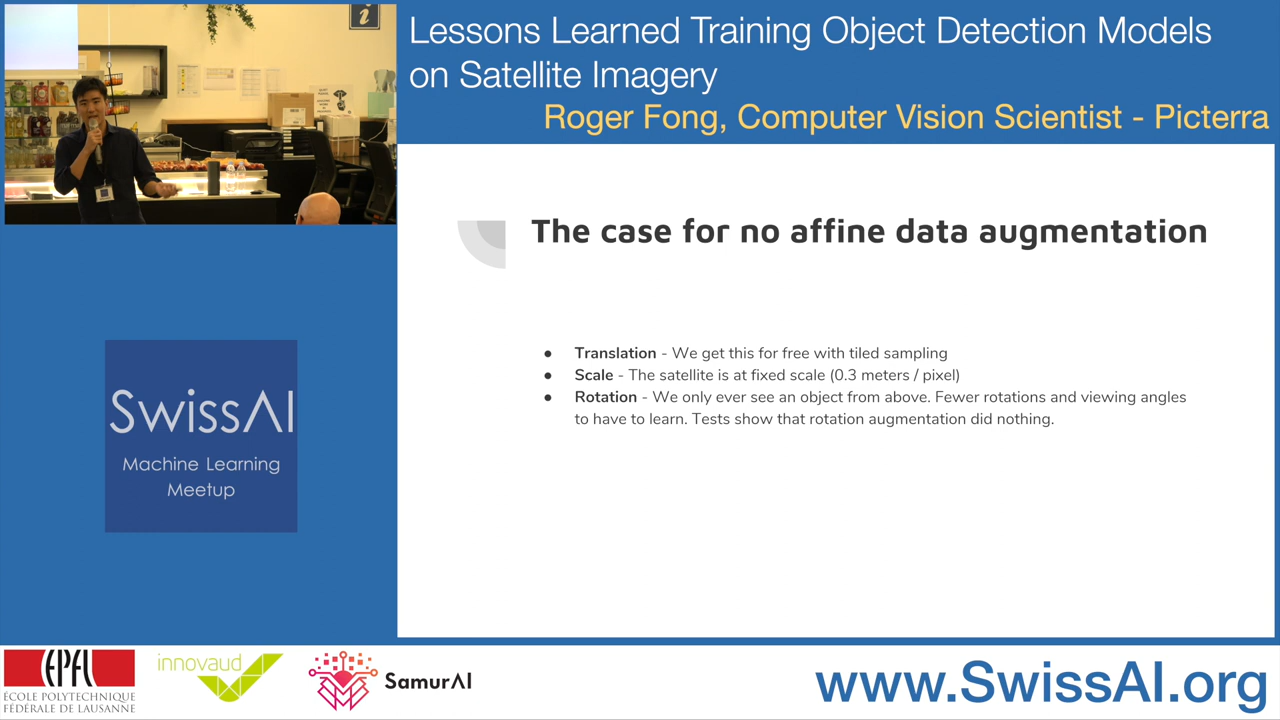 Lessons Learned Training Object Detection Models
on Satellite Imagery
Roger Fong, Computer Vision Scientist - Picterra
The case for no affine data augmentation
● Translation - We get this for free with tiled sampling
● Scale - The satellite is at fixed scale (0.3 meters / pixel)
● Rotation - We only ever see an object from above. Fewer rotations and viewing angles
to have to learn. Tests show that rotation augmentation did nothing.
SwissAI
Machine Learning
Meetup
EPFL
ÉCOLE POLYTECHNIQUE
FÉDÉRALE DE LAUSANNE
innovaud
SamurAI
www.SwissAI.org